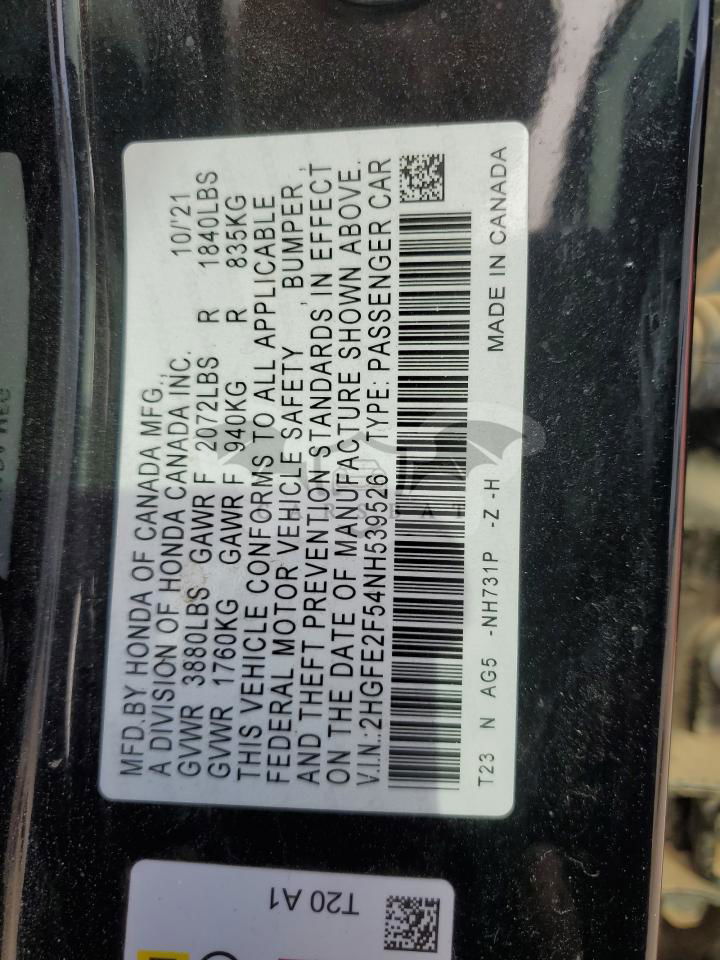 MFD.BY HONDA OF CANADA MFG.,
A DIVISION OF HONDA CANADA INC. 10/'21
GVWR 3880LBS GAWR F 2072LBS R 1840LBS
GVWR 1760KG GAWR F 940KG R 835KG
THIS VEHICLE CONFORMS TO ALL APPLICABLE
FEDERAL MOTOR VEHICLE SAFETY , BUMPER ,
AND THEFT PREVENTION STANDARDS IN EFFECT
ON THE DATE OF MANUFACTURE SHOWN ABOVE.
V.I.N.:2HGFE2F54NH539526 TYPE: PASSENGER CAR
T23 N AG5 -NH731P -Z -H MADE IN CANADA
T20 A1